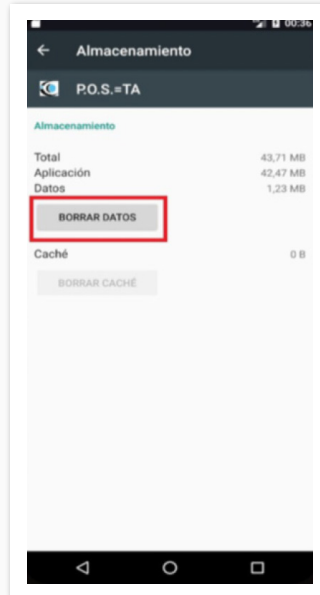 00:36
Almacenamiento
P.O.S.=TA
Almacenamiento
Total 43,71 MB
Aplicación 42,47 MB
Datos 1,23 MB
BORRAR DATOS
Caché 0 B
BORRAR CACHÉ